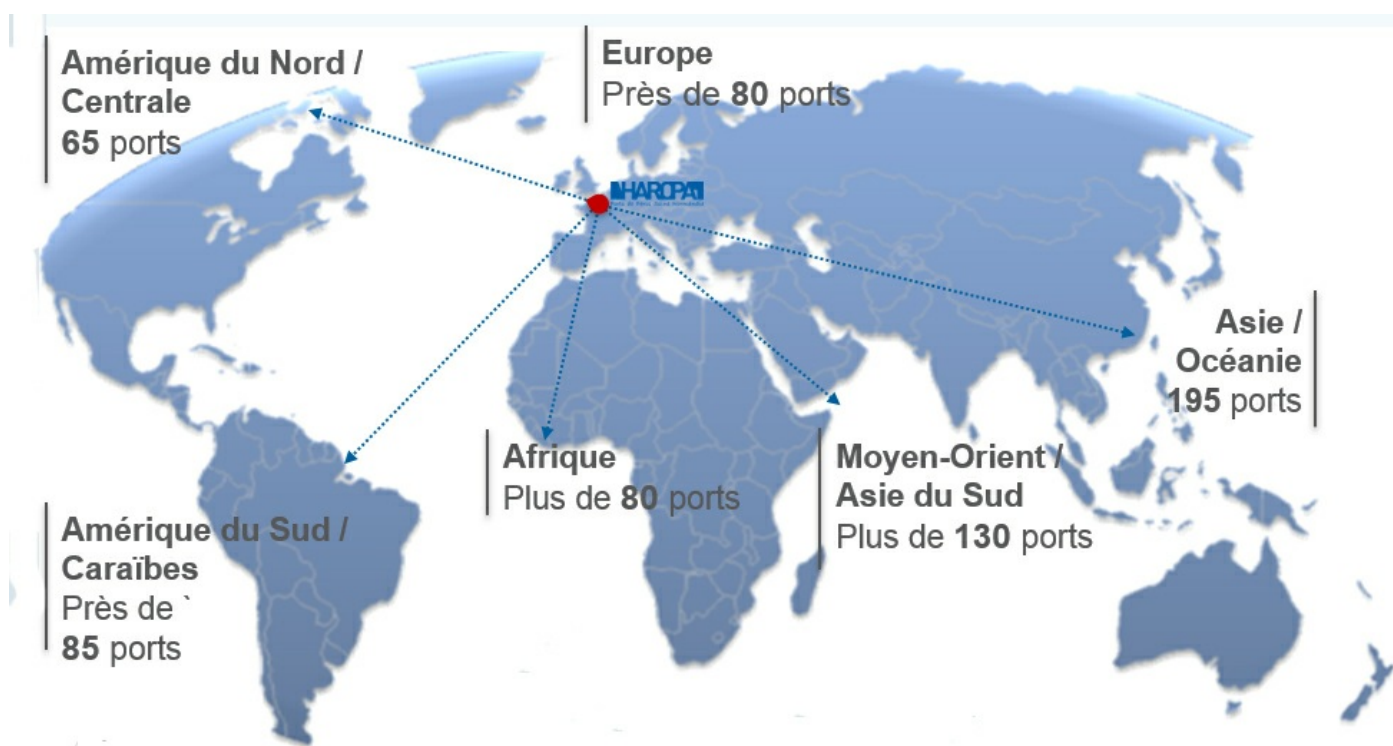 Amérique du Nord /
Centrale
65 ports
Europe
Près de 80 ports
HAROPA
Asie /
Océanie
195 ports
Afrique
Plus de 80 ports
Moyen-Orient /
Asie du Sud
Plus de 130 ports
Amérique du Sud /
Caraïbes
Près de `
85 ports